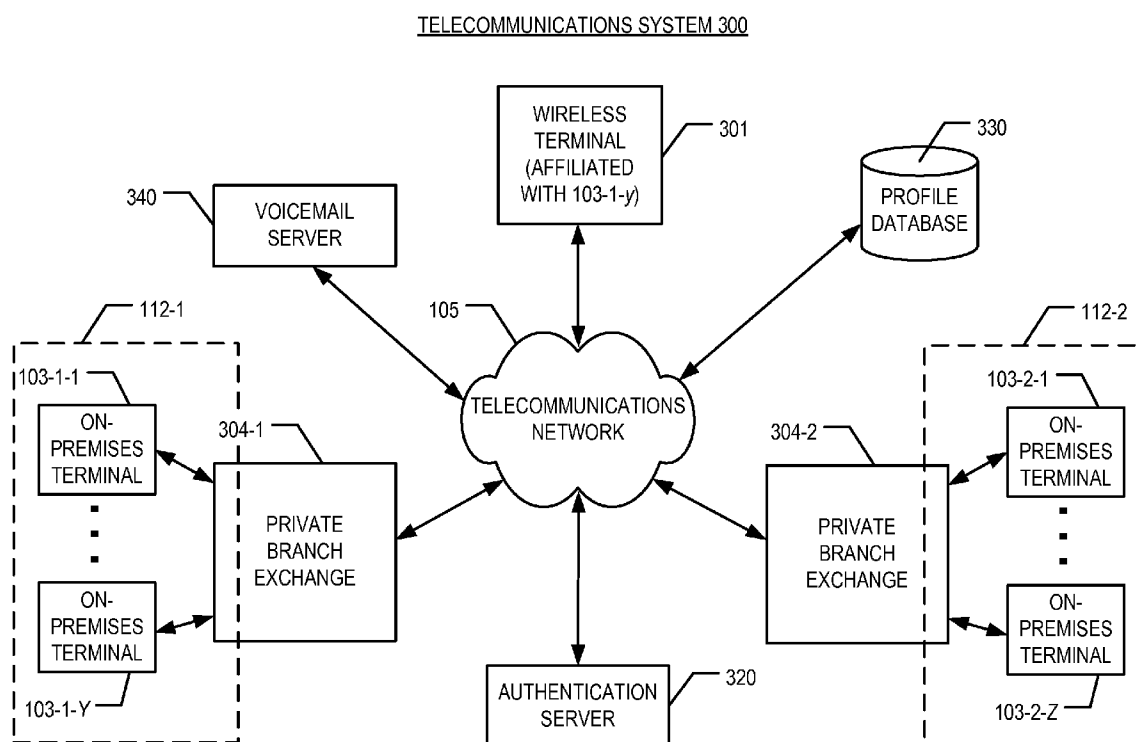 TELECOMMUNICATIONS SYSTEM 300
WIRELESS
TERMINAL
(AFFILIATED
WITH 103-1-y)
301
330
PROFILE
DATABASE
340
VOICEMAIL
SERVER
105
TELECOMMUNICATIONS
NETWORK
112-1
103-1-1
ON-
PREMISES
TERMINAL
304-1
PRIVATE
BRANCH
EXCHANGE
ON-
PREMISES
TERMINAL
103-1-Y
112-2
103-2-1
ON-
PREMISES
TERMINAL
304-2
PRIVATE
BRANCH
EXCHANGE
ON-
PREMISES
TERMINAL
103-2-Z
AUTHENTICATION
SERVER
320